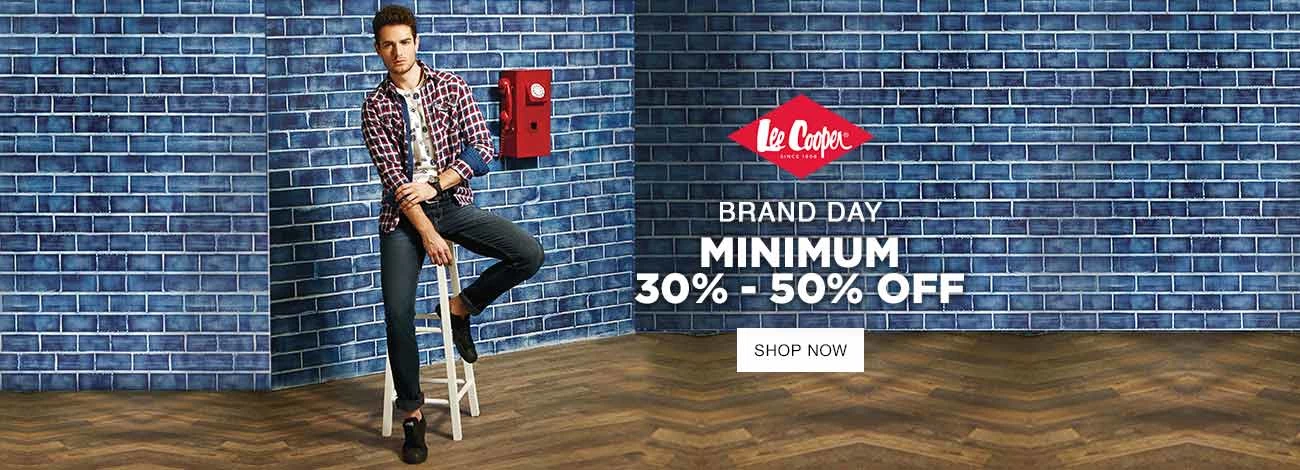 Lee Cooper®
SINCE 1908
BRAND DAY
MINIMUM
30% - 50% OFF
SHOP NOW